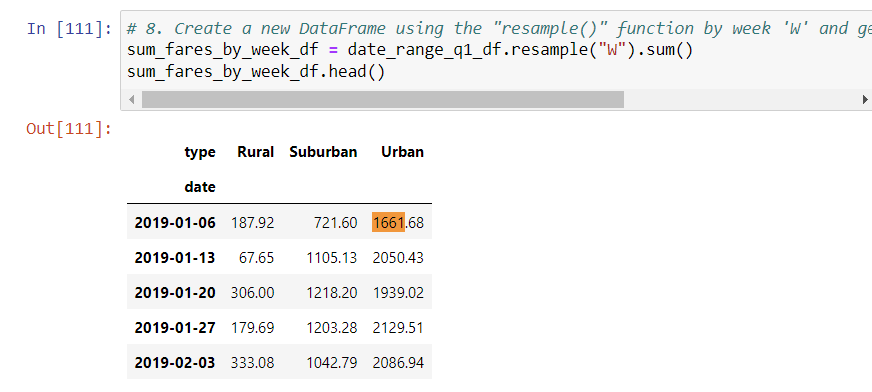 In [111]: # 8. Create a new DataFrame using the "resample()" function by week 'W' and ge
sum_fares_by_week_df = date_range_q1_df.resample("W").sum()
sum_fares_by_week_df.head()
Out[111]:
type Rural Suburban Urban
date
2019-01-06 187.92 721.60 1661.68
2019-01-13 67.65 1105.13 2050.43
2019-01-20 306.00 1218.20 1939.02
2019-01-27 179.69 1203.28 2129.51
2019-02-03 333.08 1042.79 2086.94